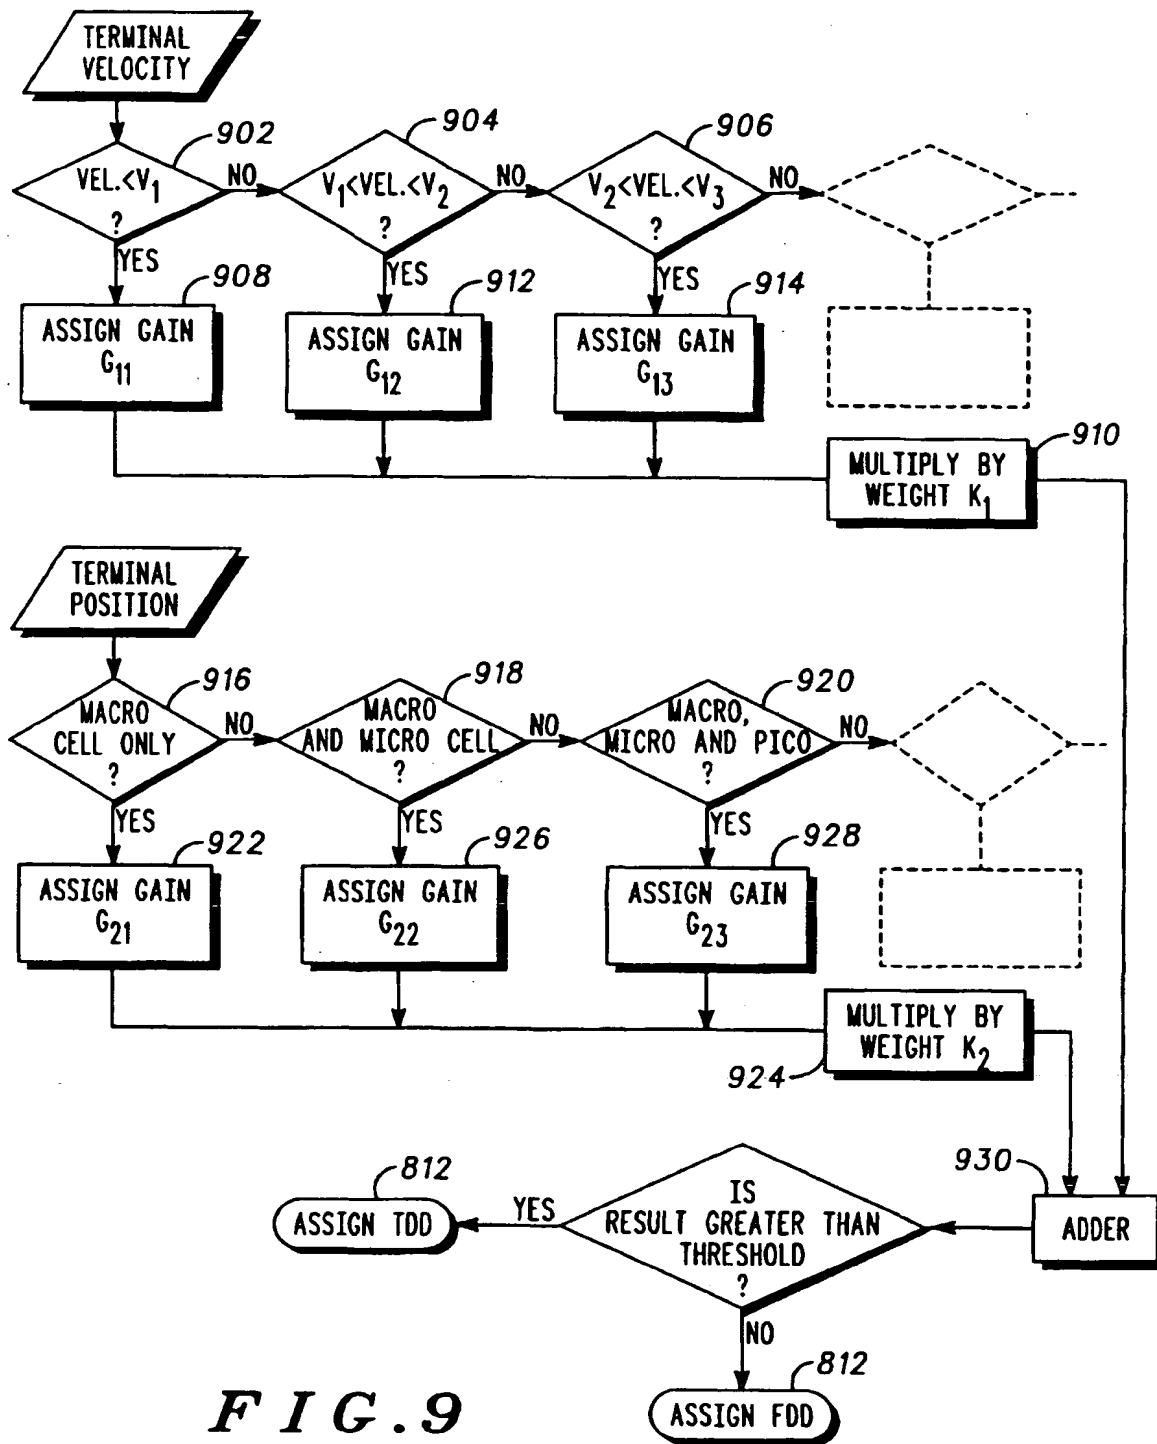 TERMINAL
VELOCITY
902
904
906
VEL.<V1
?
NO
V1<VEL.<V2
?
NO
V2<VEL.<V3
?
NO
YES
YES
YES
908
912
914
ASSIGN GAIN
G11
ASSIGN GAIN
G12
ASSIGN GAIN
G13
910
MULTIPLY BY
WEIGHT K1
TERMINAL
POSITION
916
918
920
MACRO
CELL ONLY
?
NO
MACRO
AND MICRO CELL
?
NO
MACRO,
MICRO AND PICO
?
NO
YES
YES
YES
922
926
928
ASSIGN GAIN
G21
ASSIGN GAIN
G22
ASSIGN GAIN
G23
MULTIPLY BY
WEIGHT K2
924
930
ADDER
IS
RESULT GREATER THAN
THRESHOLD
?
YES
812
ASSIGN TDD
NO
812
ASSIGN FDD
FIG.9